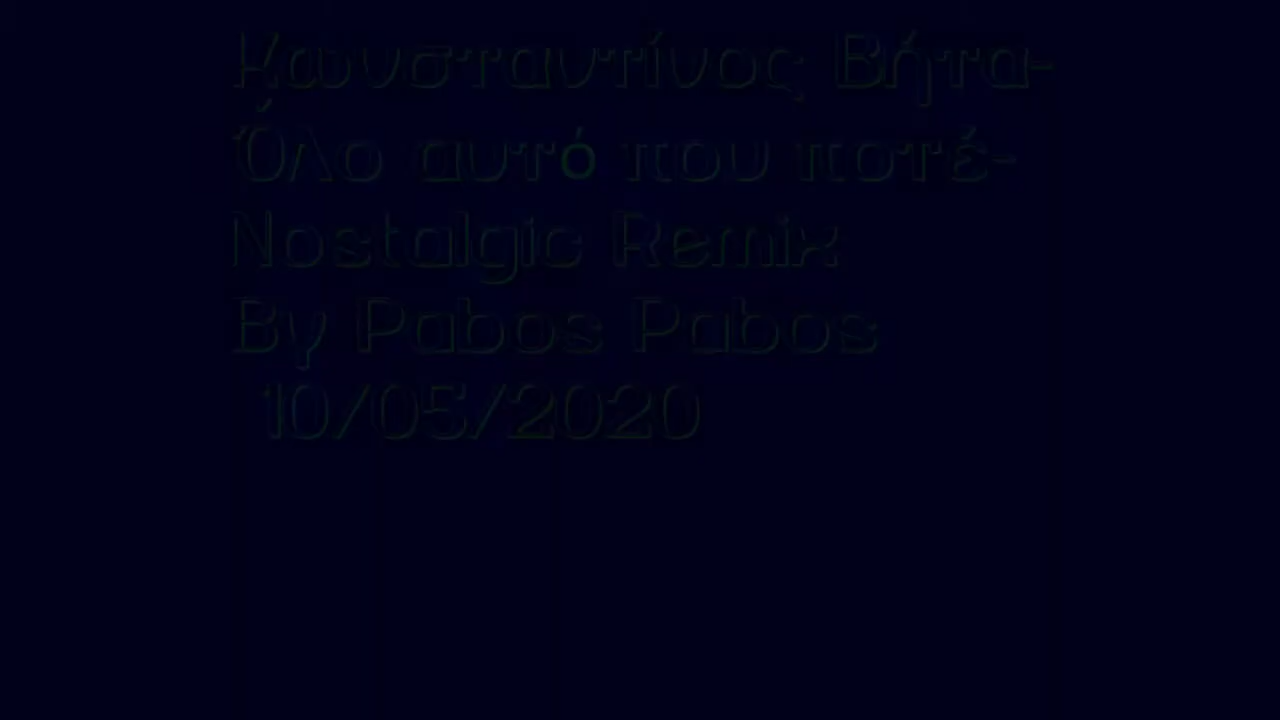 Κωνσταντίνος Βήτα-
Όλο αυτό που ποτέ-
Nostalgic Remix
By Pabos Pabos
10/05/2020